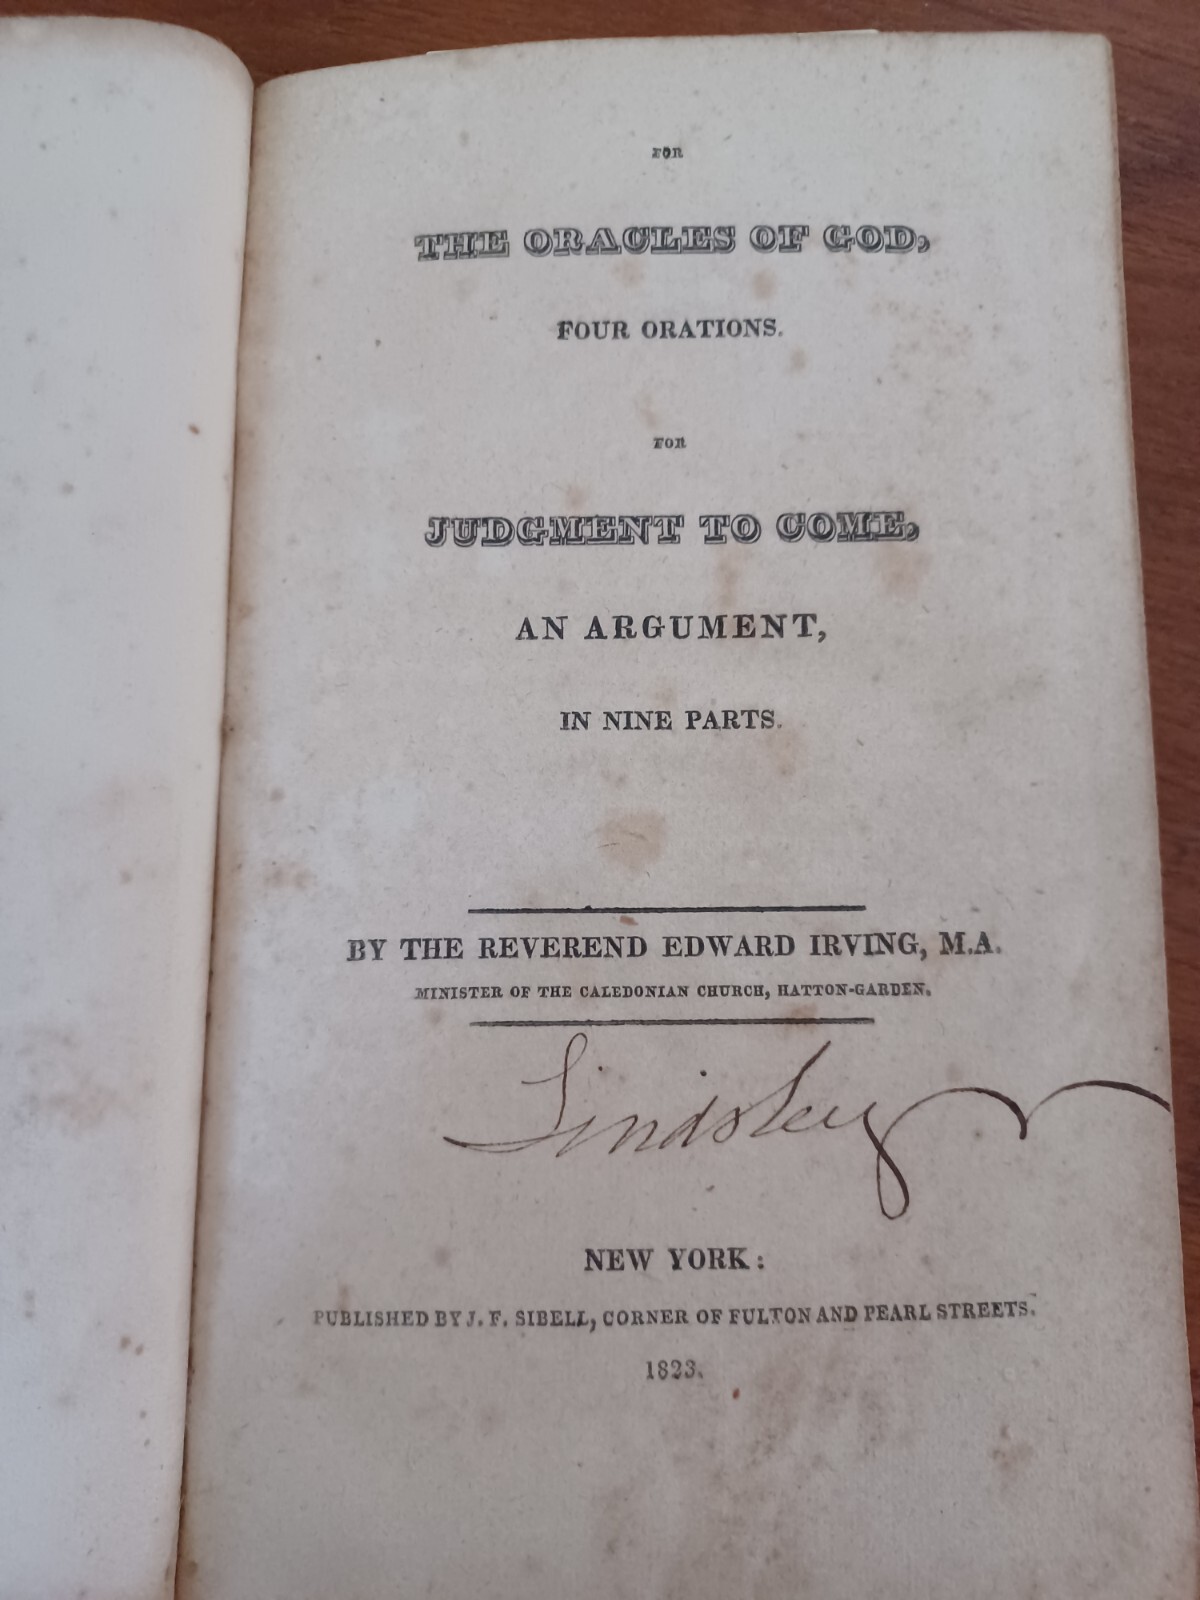 FOR
THE ORACLES OF GOD,
FOUR ORATIONS.
FOR
JUDGMENT TO COME,
AN ARGUMENT,
IN NINE PARTS.
BY THE REVEREND EDWARD IRVING, M.A.
MINISTER OF THE CALEDONIAN CHURCH, HATTON-GARDEN.
Lindsley
NEW YORK:
PUBLISHED BY J. F. SIBELL, CORNER OF FULTON AND PEARL STREETS.
1823.